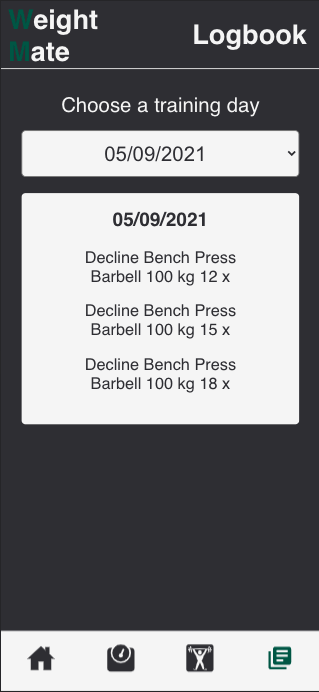 Weight
Mate
Logbook
Choose a training day
05/09/2021
05/09/2021
Decline Bench Press
Barbell 100 kg 12 x
Decline Bench Press
Barbell 100 kg 15 x
Decline Bench Press
Barbell 100 kg 18 x